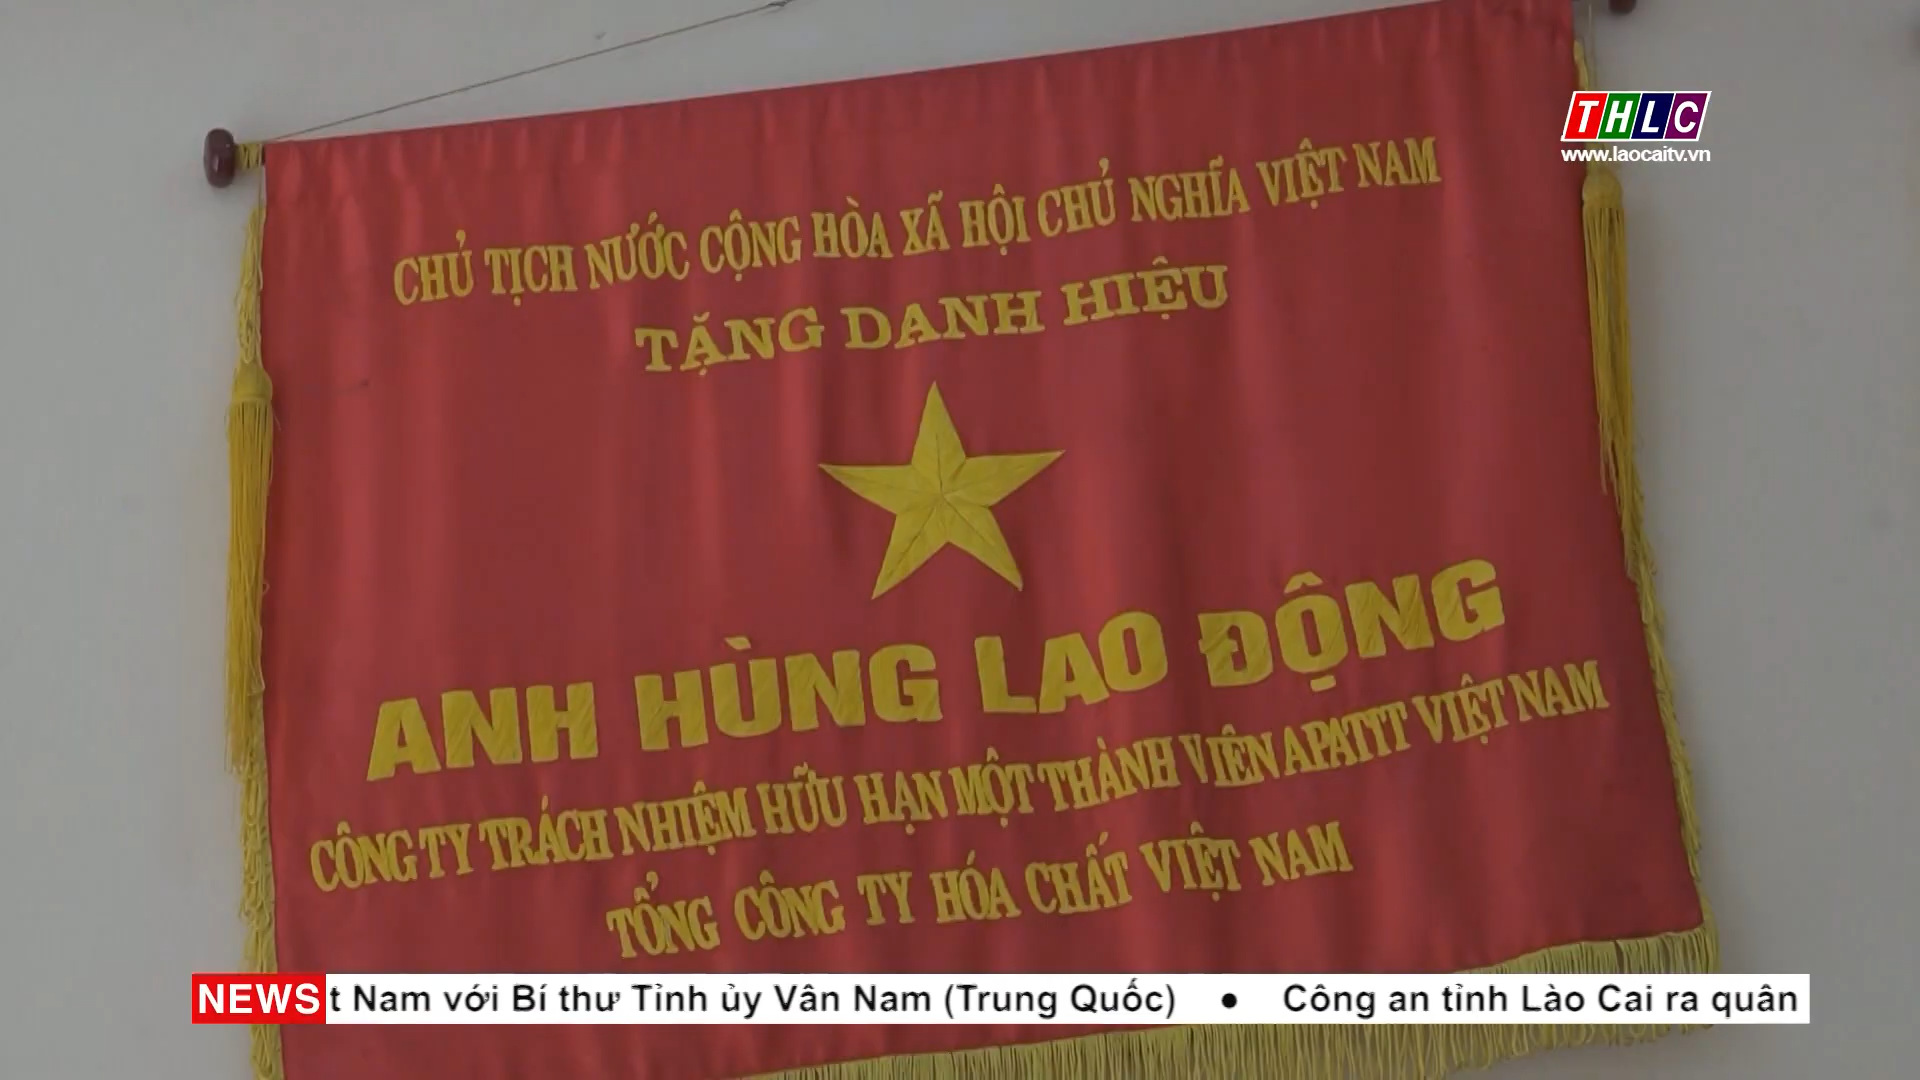 THLC
www.laocaitv.vn
CHỦ TỊCH NƯỚC CỘNG HÒA XÃ HỘI CHỦ NGHĨA VIỆT NAM
TẶNG DANH HIỆU
ANH HÙNG LAO ĐỘNG
CÔNG TY TRÁCH NHIỆM HỮU HẠN MỘT THÀNH VIÊN APATIT VIỆT NAM
TỔNG CÔNG TY HÓA CHẤT VIỆT NAM
NEWS t Nam với Bí thư Tỉnh ủy Vân Nam (Trung Quốc) • Công an tỉnh Lào Cai ra quân